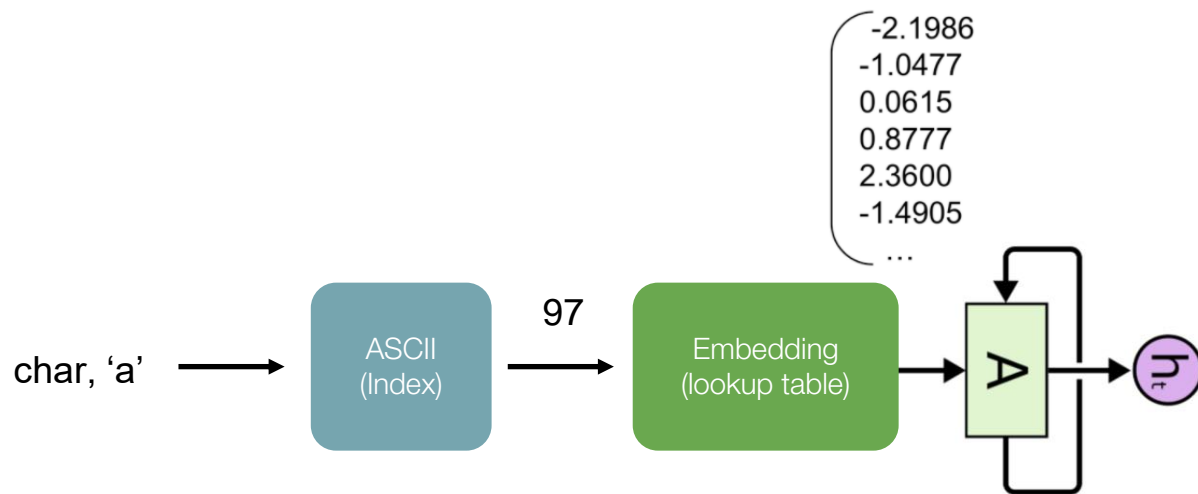 -2.1986
-1.0477
0.0615
0.8777
2.3600
-1.4905
...
char, ‘a’
ASCII
(Index)
97
Embedding
(lookup table)
A
hₜ